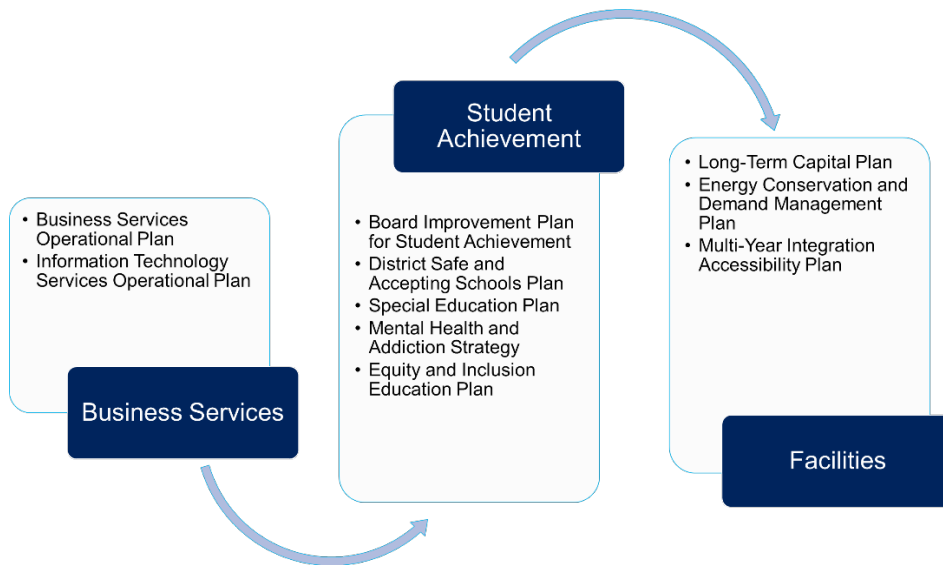 • Business Services
Operational Plan
• Information Technology
Services Operational Plan
Business Services
Student
Achievement
• Board Improvement Plan
for Student Achievement
• District Safe and
Accepting Schools Plan
• Special Education Plan
• Mental Health and
Addiction Strategy
• Equity and Inclusion
Education Plan
• Long-Term Capital Plan
• Energy Conservation and
Demand Management
Plan
• Multi-Year Integration
Accessibility Plan
Facilities